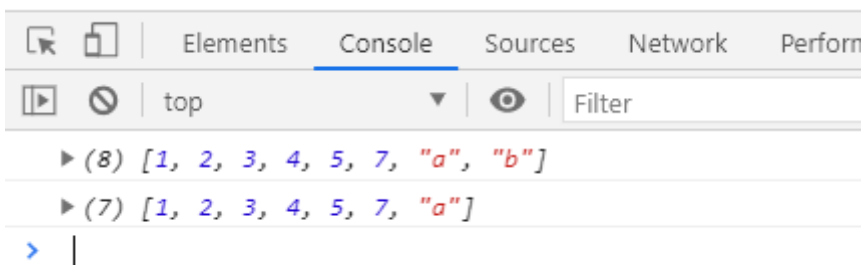 Elements Console Sources Network Perforn
top Filter
(8) [1, 2, 3, 4, 5, 7, "a", "b"]
(7) [1, 2, 3, 4, 5, 7, "a"]
>